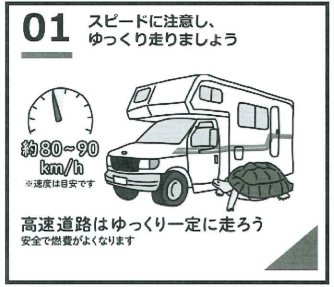 01
スピードに注意し、
ゆっくり走りましょう
約80～90
km/h
※速度は目安です
高速道路はゆっくり一定に走ろう
安全で燃費がよくなります